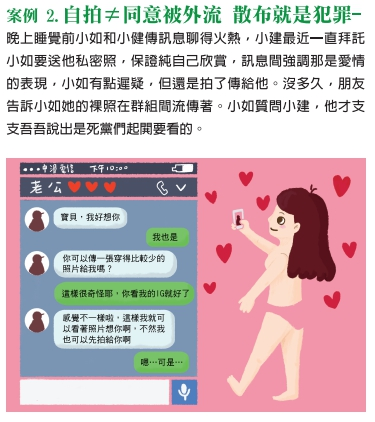 案例 2.自拍≠同意被外流 散布就是犯罪-
晚上睡覺前小如和小健傳訊息聊得火熱，小建最近一直拜託
小如要送他私密照，保證純自己欣賞，訊息間強調那是愛情
的表現，小如有點遲疑，但還是拍了傳給他。沒多久，朋友
告訴小如她的裸照在群組間流傳著。小如質問小建，他才支
支吾吾說出是死黨們起鬨要看的。
中湯電信 下午10:00
老公
寶貝，我好想你
我也是
你可以傳一張穿得比較少的
照片給我嗎？
這樣很奇怪耶，你看我的IG就好了
感覺不一樣啦，這樣我就可
以看著照片想你啊，不然我
也可以先拍給你啊
嗯…可是…